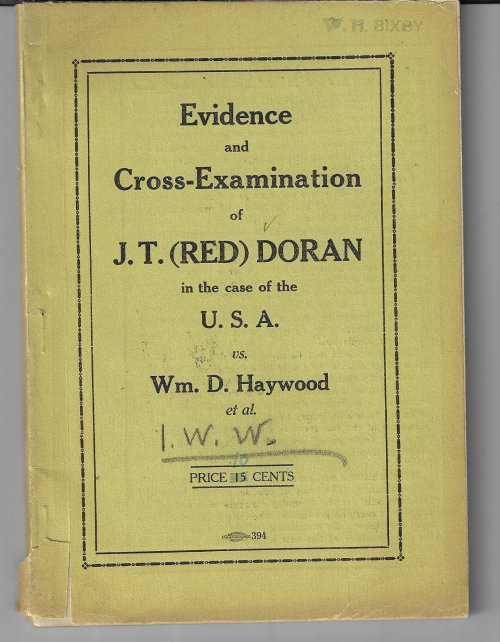 W. H. BIXBY
Evidence
and
Cross-Examination
of
J. T. (RED) DORAN
in the case of the
U. S. A.
vs.
Wm. D. Haywood
et al.
I. W. W.
10
PRICE 15 CENTS
394